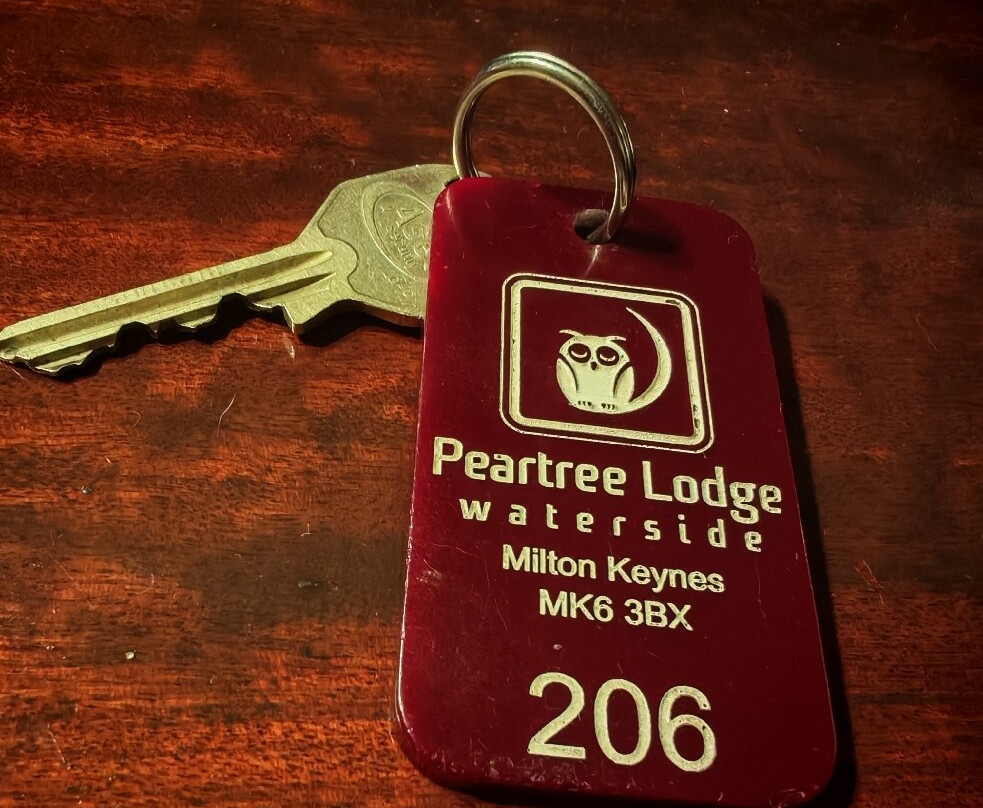 Peartree Lodge
waterside
Milton Keynes
MK6 3BX
206